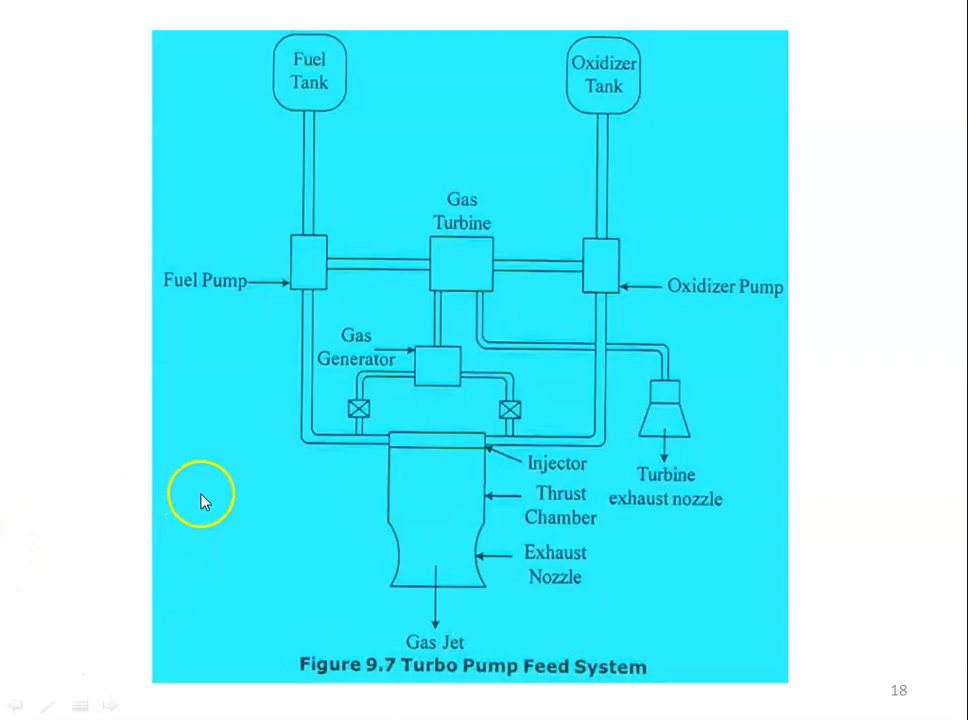 Fuel
Tank
Oxidizer
Tank
Gas
Turbine
Fuel Pump
Oxidizer Pump
Gas
Generator
Injector
Thrust
Chamber
Turbine
exhaust nozzle
Exhaust
Nozzle
Gas Jet
Figure 9.7 Turbo Pump Feed System
18